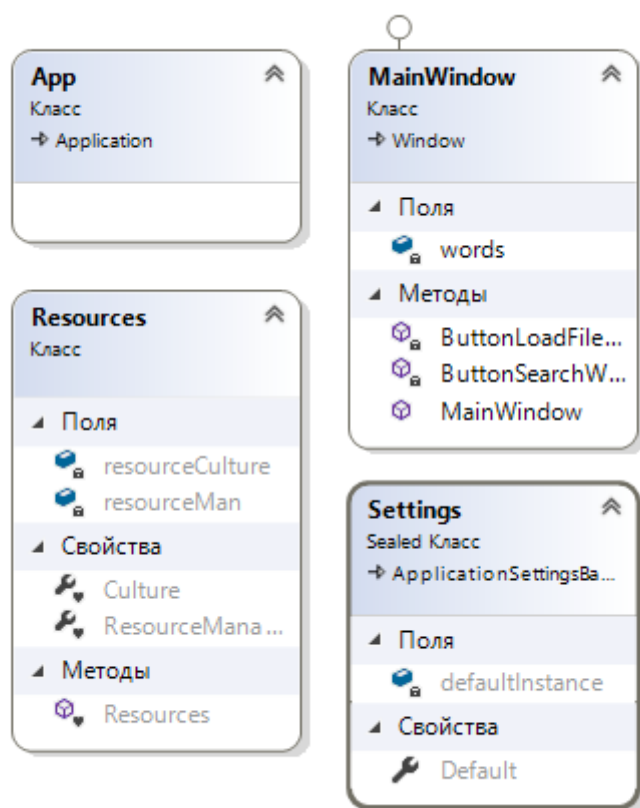 App
Класс
Application
MainWindow
Класс
Window
Поля
words
Методы
ButtonLoadFile...
ButtonSearchW...
MainWindow
Resources
Класс
Поля
resourceCulture
resourceMan
Свойства
Culture
ResourceMana...
Методы
Resources
Settings
Sealed Класс
ApplicationSettingsBa...
Поля
defaultInstance
Свойства
Default